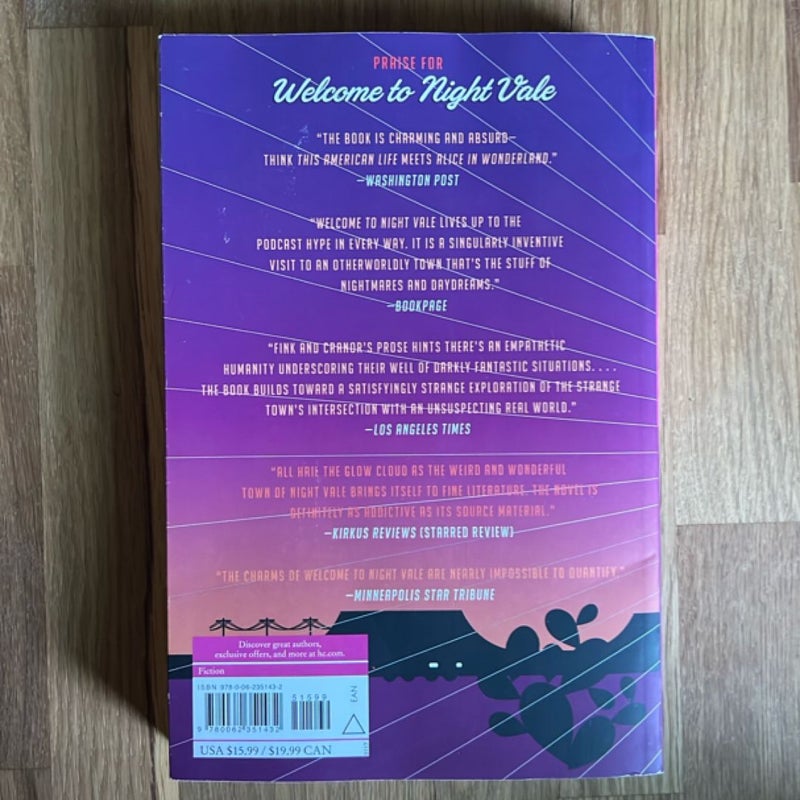 PRAISE FOR
Welcome to Night Vale
"THE BOOK IS CHARMING AND ABSURD—
THINK THIS AMERICAN LIFE MEETS ALICE IN WONDERLAND."
—WASHINGTON POST
"WELCOME TO NIGHT VALE LIVES UP TO THE
PODCAST HYPE IN EVERY WAY. IT IS A SINGULARLY INVENTIVE
VISIT TO AN OTHERWORLDLY TOWN THAT'S THE STUFF OF
NIGHTMARES AND DAYDREAMS."
—BOOKPAGE
"FINK AND CRANOR'S PROSE HINTS THERE'S AN EMPATHETIC
HUMANITY UNDERSCORING THEIR WELL OF DARKLY FANTASTIC SITUATIONS. . . .
THE BOOK BUILDS TOWARD A SATISFYINGLY STRANGE EXPLORATION OF THE STRANGE
TOWN'S INTERSECTION WITH AN UNSUSPECTING REAL WORLD."
—LOS ANGELES TIMES
"ALL HAIL THE GLOW CLOUD AS THE WEIRD AND WONDERFUL
TOWN OF NIGHT VALE BRINGS ITSELF TO FINE LITERATURE. THE NOVEL IS
DEFINITELY AS ADDICTIVE AS ITS SOURCE MATERIAL."
—KIRKUS REVIEWS (STARRED REVIEW)
"THE CHARMS OF WELCOME TO NIGHT VALE ARE NEARLY IMPOSSIBLE TO QUANTIFY."
—MINNEAPOLIS STAR TRIBUNE
Discover great authors,
exclusive offers, and more at hc.com.
Fiction
ISBN 978-0-06-235143-2
51599
EAN
9 780062 351432
USA $15.99 / $19.99 CAN